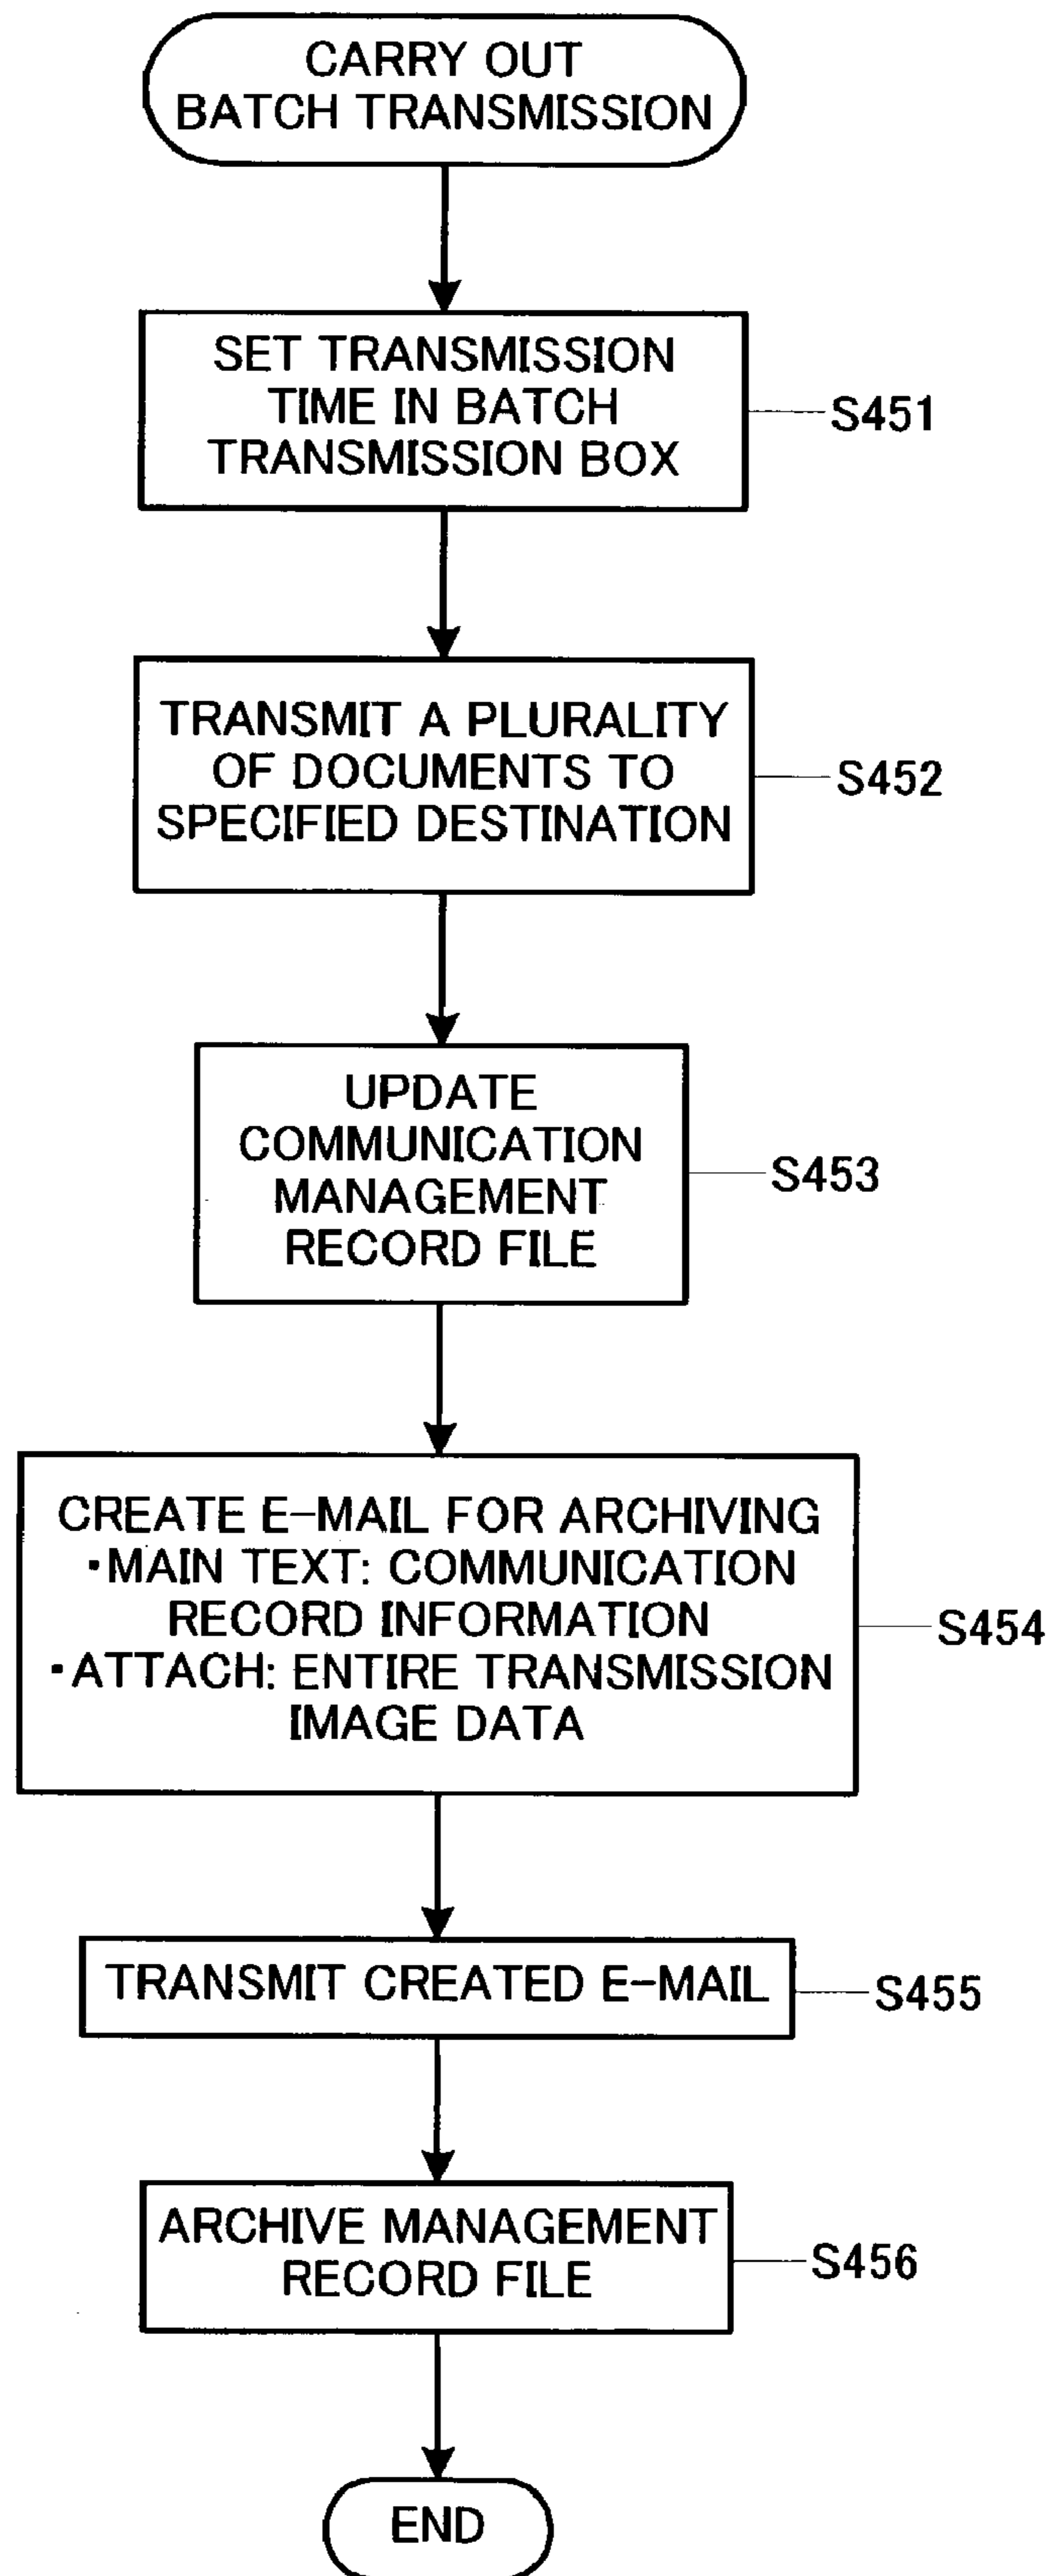 CARRY OUT
BATCH TRANSMISSION
SET TRANSMISSION
TIME IN BATCH
TRANSMISSION BOX
S451
TRANSMIT A PLURALITY
OF DOCUMENTS TO
SPECIFIED DESTINATION
S452
UPDATE
COMMUNICATION
MANAGEMENT
RECORD FILE
S453
CREATE E-MAIL FOR ARCHIVING
・MAIN TEXT: COMMUNICATION
RECORD INFORMATION
・ATTACH: ENTIRE TRANSMISSION
IMAGE DATA
S454
TRANSMIT CREATED E-MAIL
S455
ARCHIVE MANAGEMENT
RECORD FILE
S456
END